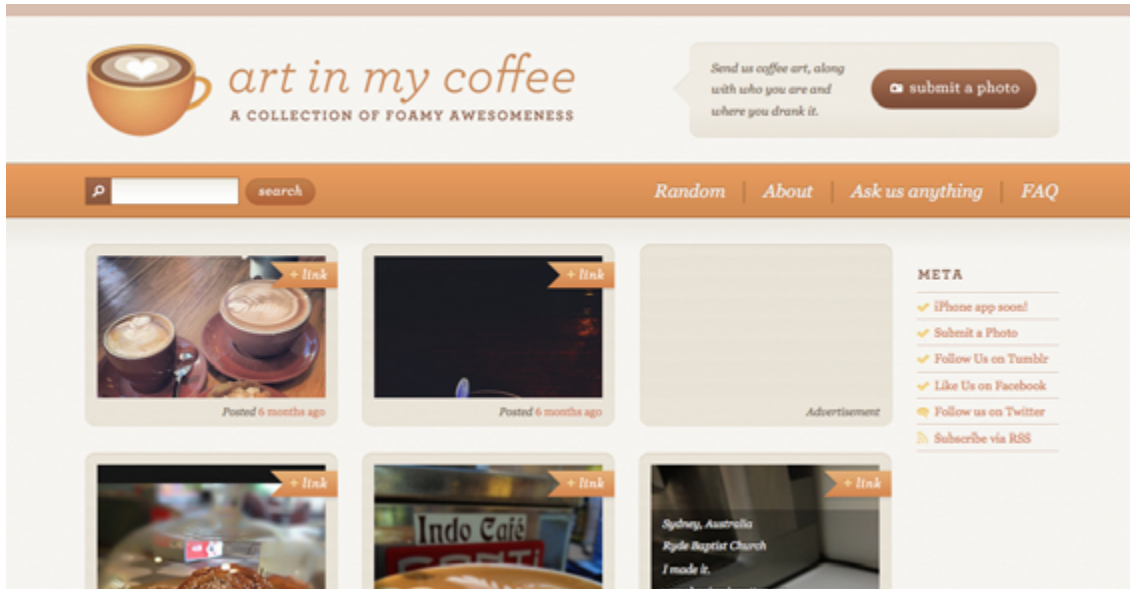 art in my coffee
A COLLECTION OF FOAMY AWESOMENESS
Send us coffee art, along
with who you are and
where you drank it.
submit a photo
search
Random
About
Ask us anything
FAQ
+ link
Posted 6 months ago
+ link
Posted 6 months ago
Advertisement
META
iPhone app soon!
Submit a Photo
Follow Us on Tumblr
Like Us on Facebook
Follow us on Twitter
Subscribe via RSS
+ link
+ link
Indo Café
+ link
Sydney, Australia
Ryde Baptist Church
I made it.